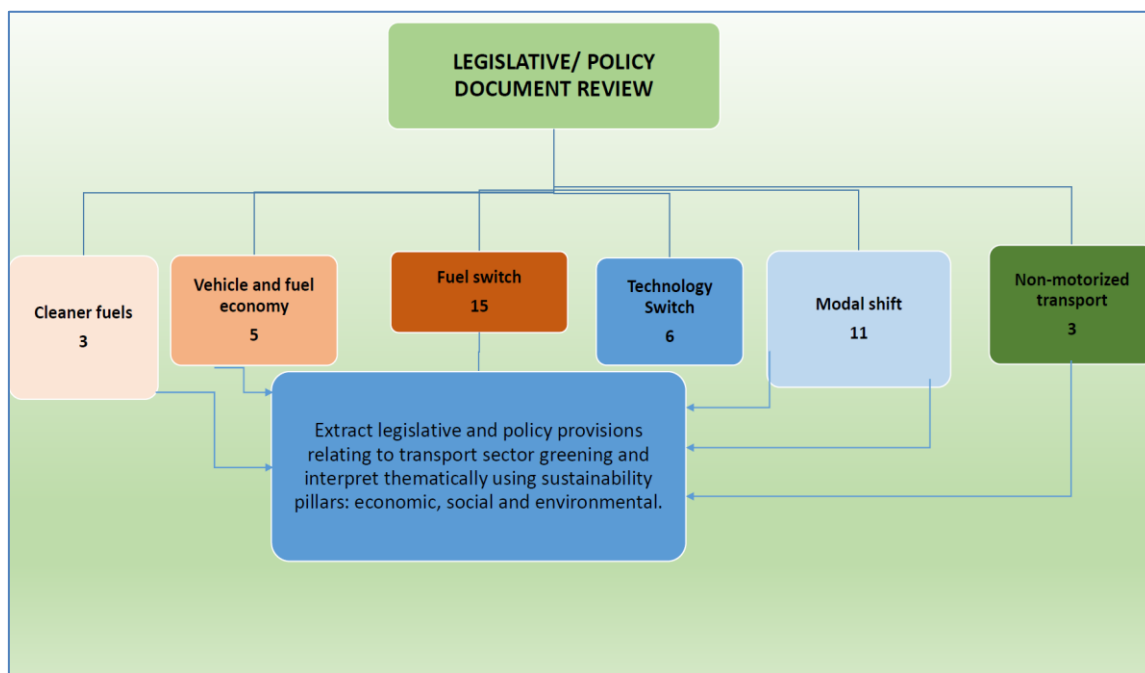 LEGISLATIVE/ POLICY
DOCUMENT REVIEW
Cleaner fuels
3
Vehicle and fuel
economy
5
Fuel switch
15
Technology
Switch
6
Modal shift
11
Non-motorized
transport
3
Extract legislative and policy provisions
relating to transport sector greening and
interpret thematically using sustainability
pillars: economic, social and environmental.